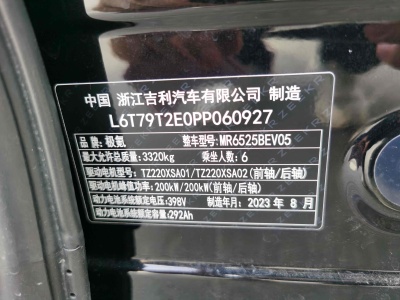 中国 浙江吉利汽车有限公司 制造
L6T79T2E0PP060927
品牌：极氪 整车型号：MR6525BEV05
最大允许总质量：3320kg 乘坐人数：6
驱动电机型号：TZ220XSA01/TZ220XSA02(前轴/后轴)
驱动电机峰值功率：200kW/200kW(前轴/后轴)
动力电池系统额定电压：398V 制造年月：2023 年 8 月
动力电池系统额定容量：292Ah